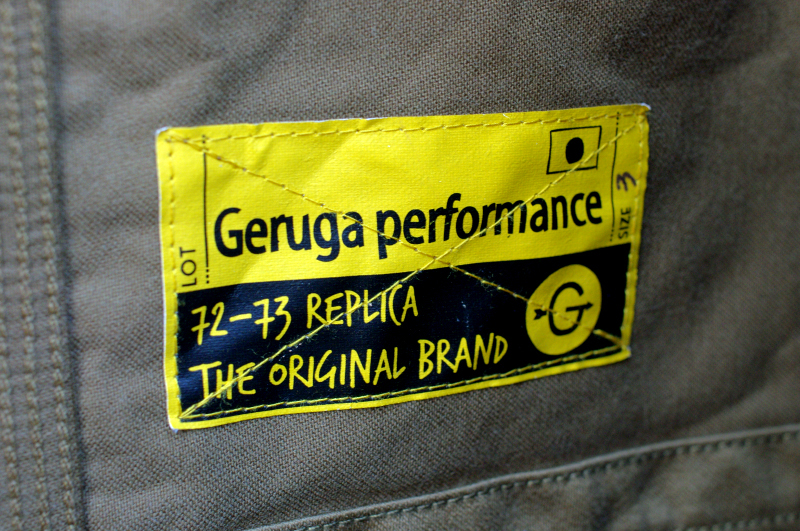 LOT
Geruga performance
SIZE 3
72-73 REPLICA
THE ORIGINAL BRAND
G